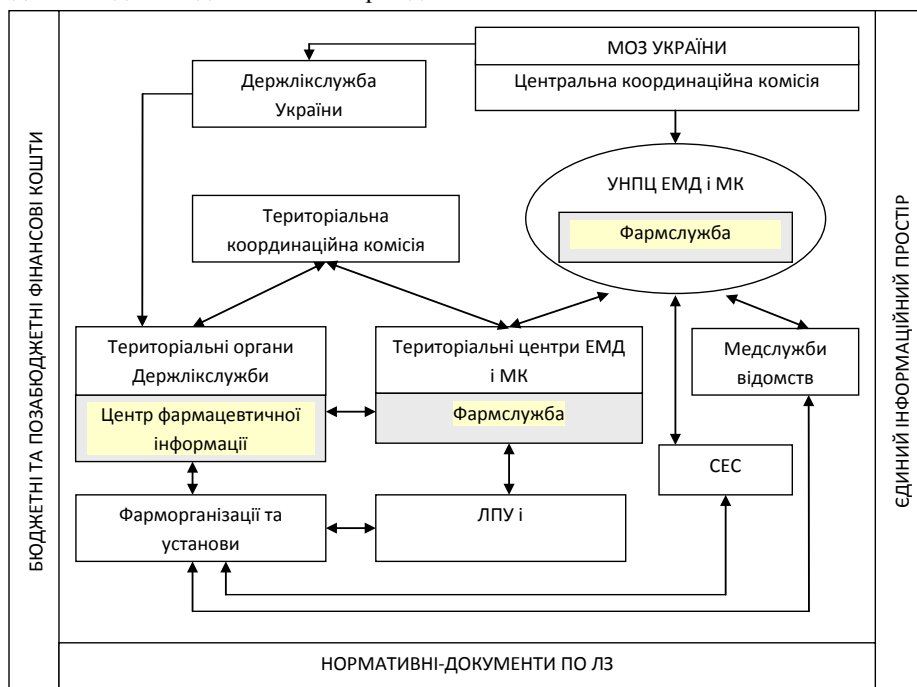 МОЗ УКРАЇНИ
Центральна координаційна комісія
Держлікслужба
України
УНПЦ ЕМД і МК
Фармслужба
Територіальна
координаційна комісія
Територіальні органи
Держлікслужби
Центр фармацевтичної
інформації
Територіальні центри ЕМД
і МК
Фармслужба
Медслужби
відомств
СЕС
Фарморганізації та
установи
ЛПУ і
БЮДЖЕТНІ ТА ПОЗАБЮДЖЕТНІ ФІНАНСОВІ КОШТИ
ЄДИНИЙ ІНФОРМАЦІЙНИЙ ПРОСТІР
НОРМАТИВНІ-ДОКУМЕНТИ ПО ЛЗ